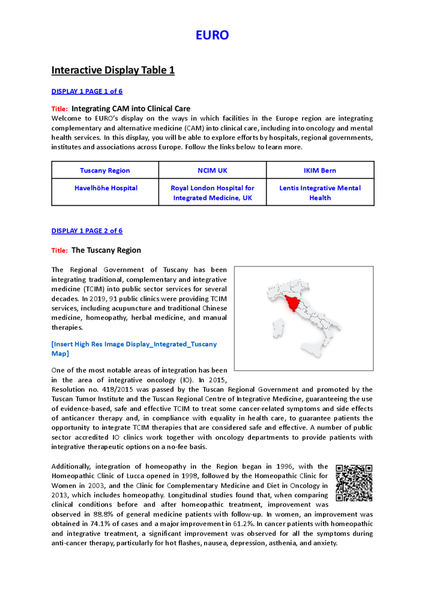 EURO
Interactive Display Table 1
DISPLAY 1 PAGE 1 of 6
Title: Integrating CAM into Clinical Care
Welcome to EURO's display on the ways in which facilities in the Europe region are integrating
complementary and alternative medicine (CAM) into clinical care, including into oncology and mental
health services. In this display, you will be able to explore efforts by hospitals, regional governments,
institutes and associations across Europe. Follow the links below to learn more.
Tuscany Region NCIM UK IKIM Bern
Havelhöhe Hospital Royal London Hospital for Lentis Integrative Mental
Integrated Medicine, UK Health
DISPLAY 1 PAGE 2 of 6
Title: The Tuscany Region
The Regional Government of Tuscany has been
integrating traditional, complementary and integrative
medicine (TCIM) into public sector services for several
decades. In 2019, 91 public clinics were providing TCIM
services, including acupuncture and traditional Chinese
medicine, homeopathy, herbal medicine, and manual
therapies.
[Insert High Res Image Display_Integrated_Tuscany
Map]
One of the most notable areas of integration has been
in the area of integrative oncology (IO). In 2015,
Resolution no. 418/2015 was passed by the Tuscan Regional Government and promoted by the
Tuscan Tumor Institute and the Tuscan Regional Centre of Integrative Medicine, guaranteeing the use
of evidence-based, safe and effective TCIM to treat some cancer-related symptoms and side effects
of anticancer therapy and, in compliance with equality in health care, to guarantee patients the
opportunity to integrate TCIM therapies that are considered safe and effective. A number of public
sector accredited IO clinics work together with oncology departments to provide patients with
integrative therapeutic options on a no-fee basis.
Additionally, integration of homeopathy in the Region began in 1996, with the
Homeopathic Clinic of Lucca opened in 1998, followed by the Homeopathic Clinic for
Women in 2003, and the Clinic for Complementary Medicine and Diet in Oncology in
2013, which includes homeopathy. Longitudinal studies found that, when comparing
clinical conditions before and after homeopathic treatment, improvement was
observed in 88.8% of general medicine patients with follow-up. In women, an improvement was
obtained in 74.1% of cases and a major improvement in 61.2%. In cancer patients with homeopathic
and integrative treatment, a significant improvement was observed for all the symptoms during
anti-cancer therapy, particularly for hot flashes, nausea, depression, asthenia, and anxiety.